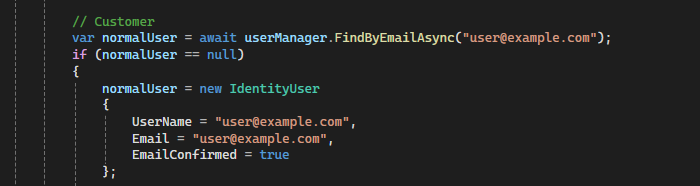 // Customer
var normalUser = await userManager.FindByEmailAsync("user@example.com");
if (normalUser == null)
{
normalUser = new IdentityUser
{
UserName = "user@example.com",
Email = "user@example.com",
EmailConfirmed = true
};